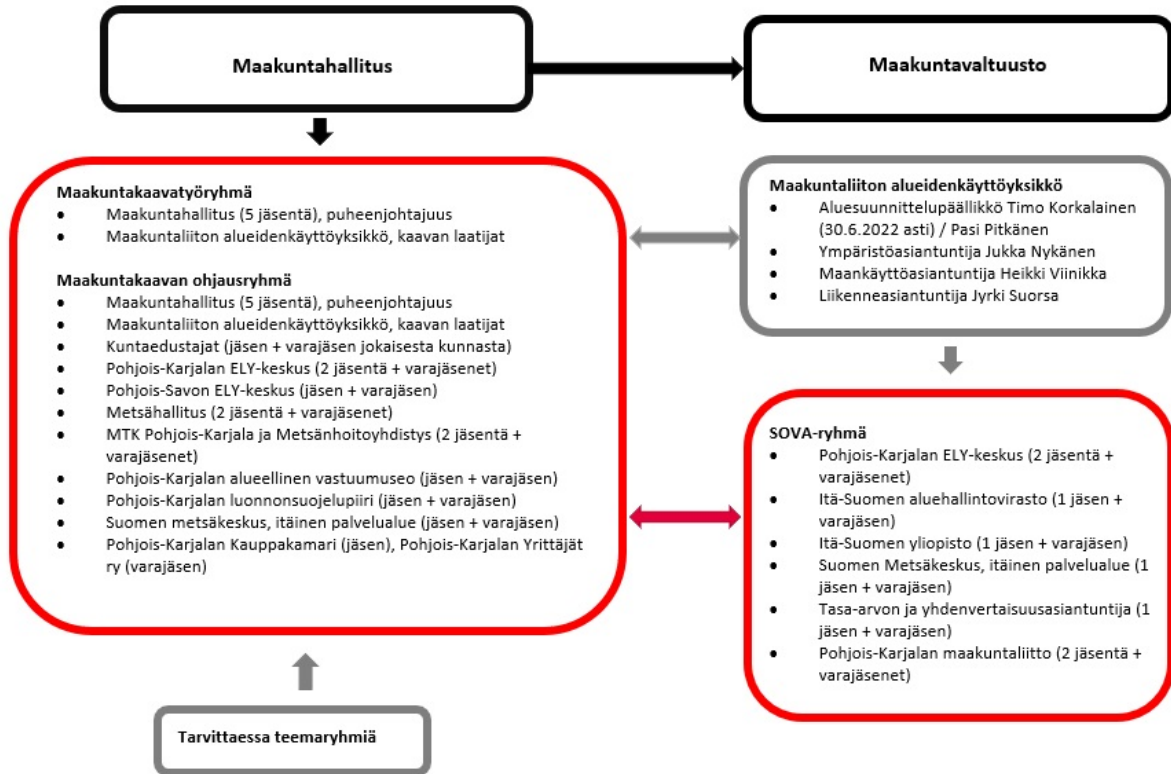 Maakuntahallitus
Maakuntavaltuusto
Maakuntakaavatyöryhmä
• Maakuntahallitus (5 jäsentä), puheenjohtajuus
• Maakuntaliiton alueidenkäyttöyksikkö, kaavan laatijat
Maakuntakaavan ohjausryhmä
• Maakuntahallitus (5 jäsentä), puheenjohtajuus
• Maakuntaliiton alueidenkäyttöyksikkö, kaavan laatijat
• Kuntaedustajat (jäsen + varajäsen jokaisesta kunnasta)
• Pohjois-Karjalan ELY-keskus (2 jäsentä + varajäsenet)
• Pohjois-Savon ELY-keskus (jäsen + varajäsen)
• Metsähallitus (2 jäsentä + varajäsenet)
• MTK Pohjois-Karjala ja Metsänhoitoyhdistys (2 jäsentä +
varajäsenet)
• Pohjois-Karjalan alueellinen vastuumuseo (jäsen + varajäsen)
• Pohjois-Karjalan luonnonsuojelupiiri (jäsen + varajäsen)
• Suomen metsäkeskus, itäinen palvelualue (jäsen + varajäsen)
• Pohjois-Karjalan Kauppakamari (jäsen), Pohjois-Karjalan Yrittäjät
ry (varajäsen)
Maakuntaliiton alueidenkäyttöyksikkö
• Aluesuunnittelupäällikkö Timo Korkalainen
(30.6.2022 asti) / Pasi Pitkänen
• Ympäristöasiantuntija Jukka Nykänen
• Maankäyttöasiantuntija Heikki Viinikka
• Liikenneasiantuntija Jyrki Suorsa
SOVA-ryhmä
• Pohjois-Karjalan ELY-keskus (2 jäsentä +
varajäsenet)
• Itä-Suomen aluehallintovirasto (1 jäsen +
varajäsen)
• Itä-Suomen yliopisto (1 jäsen + varajäsen)
• Suomen Metsäkeskus, itäinen palvelualue (1
jäsen + varajäsen)
• Tasa-arvon ja yhdenvertaisuusasiantuntija (1
jäsen + varajäsen)
• Pohjois-Karjalan maakuntaliitto (2 jäsentä +
varajäsenet)
Tarvittaessa teemaryhmiä